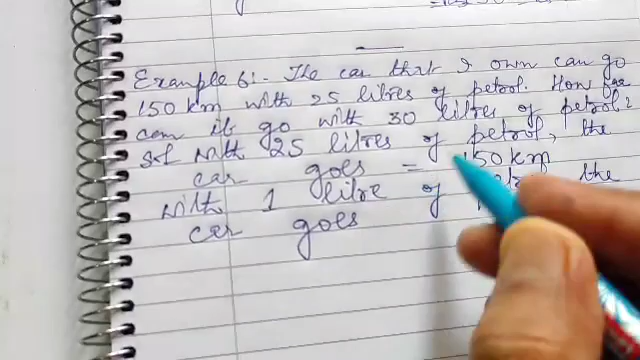 Example 6:- The car that I own can go
150 km with 25 litres of petrol. How far
can it go with 30 litres of petrol?
Sol With 25 litres of petrol, the
car goes = 150 km
With 1 litre of the
car goes